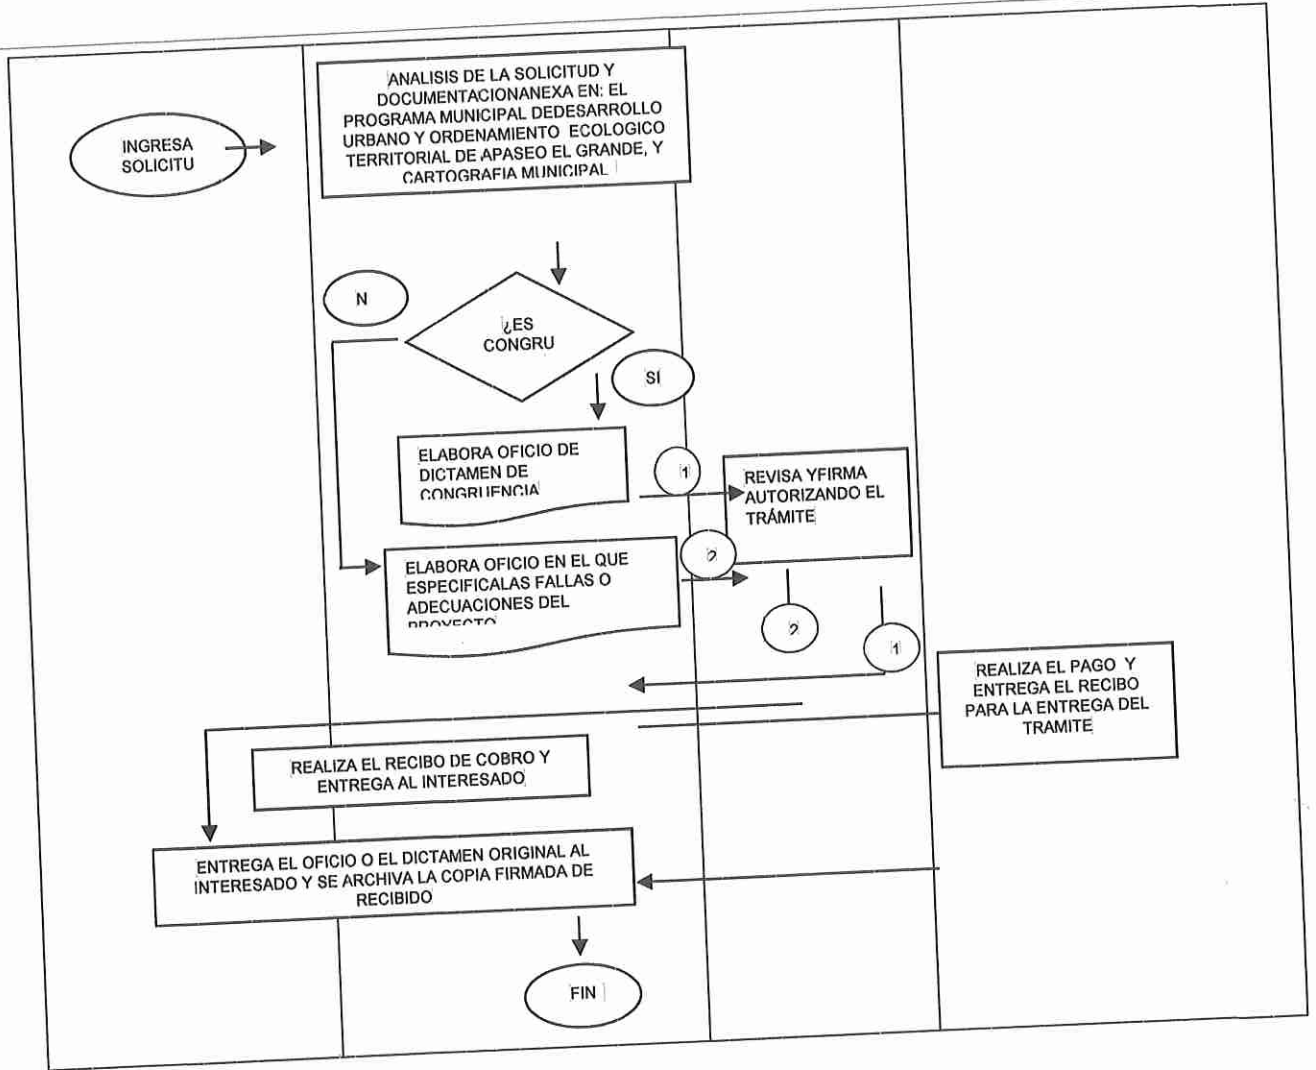 ANALISIS DE LA SOLICITUD Y
DOCUMENTACIONANEXA EN: EL
PROGRAMA MUNICIPAL DEDESARROLLO
URBANO Y ORDENAMIENTO ECOLOGICO
TERRITORIAL DE APASEO EL GRANDE, Y
CARTOGRAFIA MUNICIPAL
INGRESA
SOLICITU
N
¿ES
CONGRU
SÍ
ELABORA OFICIO DE
DICTAMEN DE
CONGRUENCIA
1
REVISA YFIRMA
AUTORIZANDO EL
TRÁMITE
ELABORA OFICIO EN EL QUE
ESPECIFICALAS FALLAS O
ADECUACIONES DEL
PROYECTO
2
2
1
REALIZA EL PAGO Y
ENTREGA EL RECIBO
PARA LA ENTREGA DEL
TRAMITE
REALIZA EL RECIBO DE COBRO Y
ENTREGA AL INTERESADO
ENTREGA EL OFICIO O EL DICTAMEN ORIGINAL AL
INTERESADO Y SE ARCHIVA LA COPIA FIRMADA DE
RECIBIDO
FIN